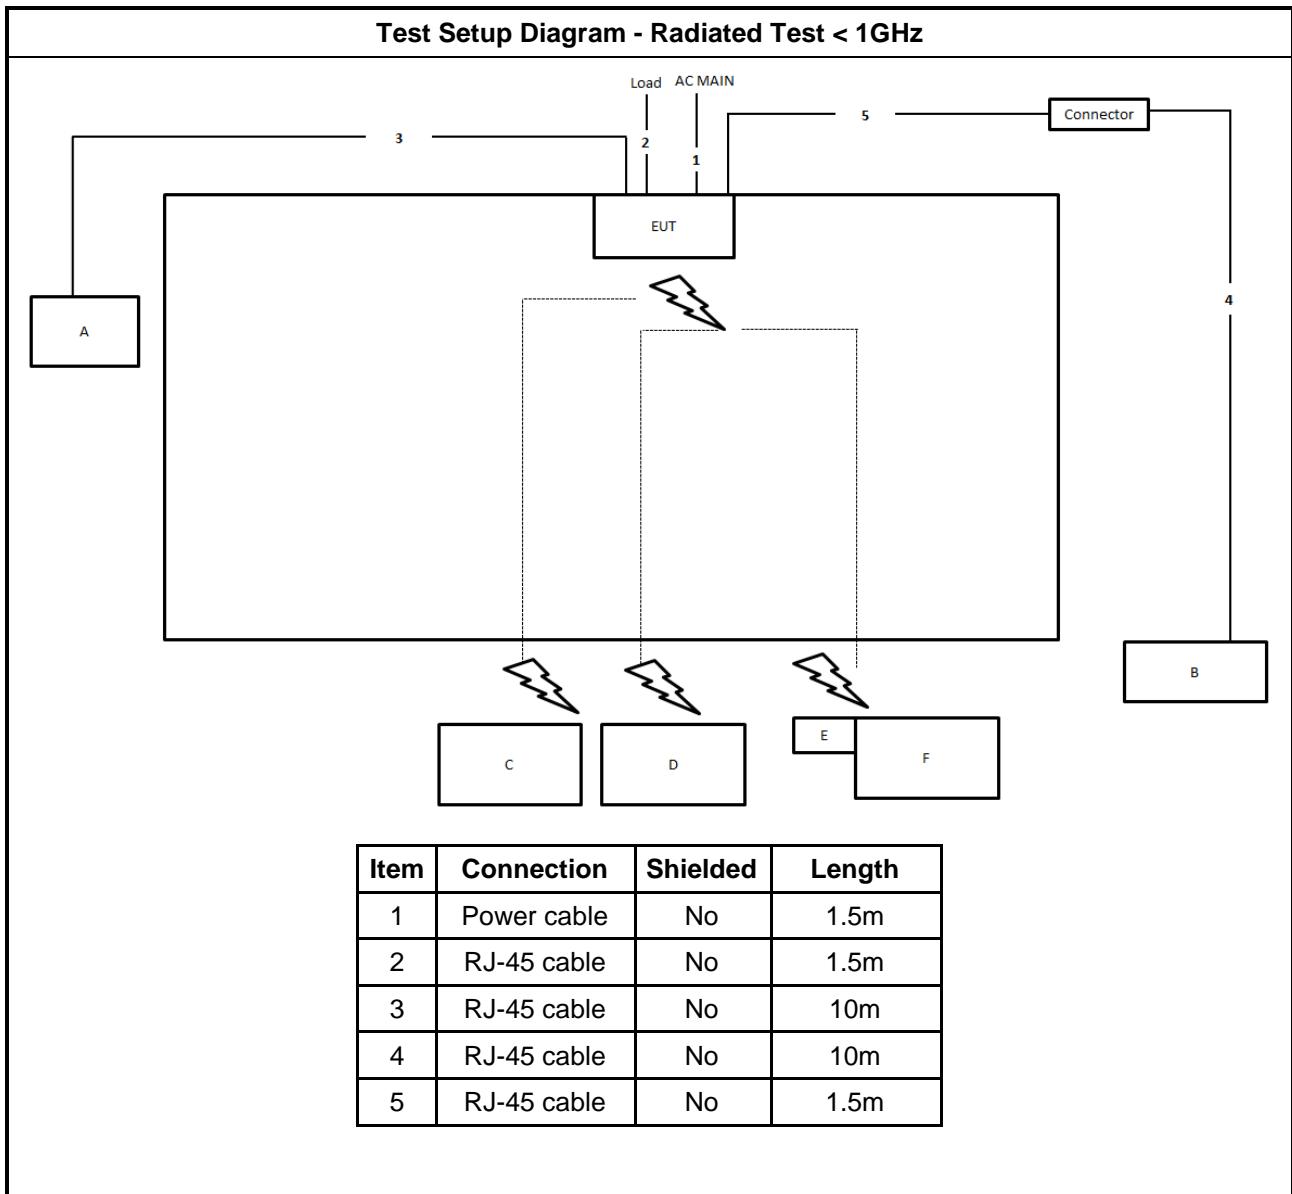 Test Setup Diagram - Radiated Test < 1GHz
Load AC MAIN
3
2
1
5
Connector
EUT
A
4
B
C
D
E
F
Item Connection Shielded Length
1 Power cable No 1.5m
2 RJ-45 cable No 1.5m
3 RJ-45 cable No 10m
4 RJ-45 cable No 10m
5 RJ-45 cable No 1.5m